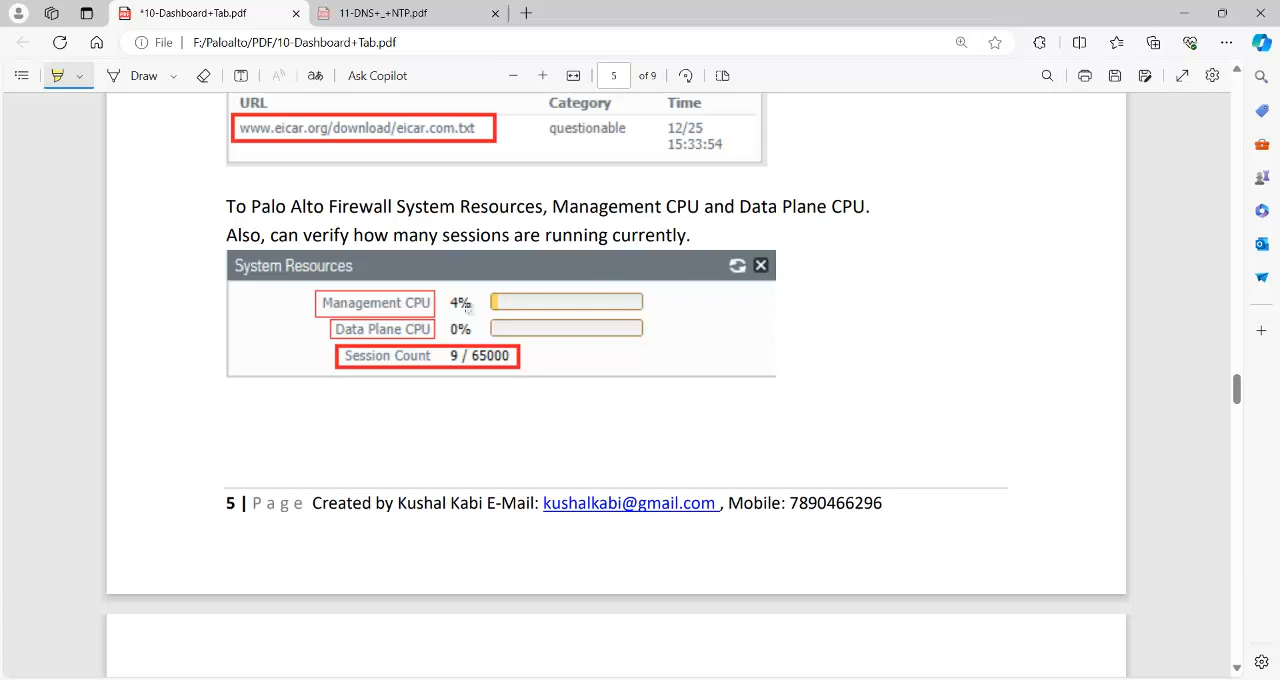 *10-Dashboard+Tab.pdf
11-DNS+_+NTP.pdf
File
F:/Paloalto/PDF/10-Dashboard+Tab.pdf
Draw
aあ
Ask Copilot
5 of 9
URL Category Time
www.eicar.org/download/eicar.com.txt questionable 12/25
15:33:54
To Palo Alto Firewall System Resources, Management CPU and Data Plane CPU.
Also, can verify how many sessions are running currently.
System Resources
Management CPU 4%
Data Plane CPU 0%
Session Count 9 / 65000
5 | P a g e Created by Kushal Kabi E-Mail: kushalkabi@gmail.com , Mobile: 7890466296